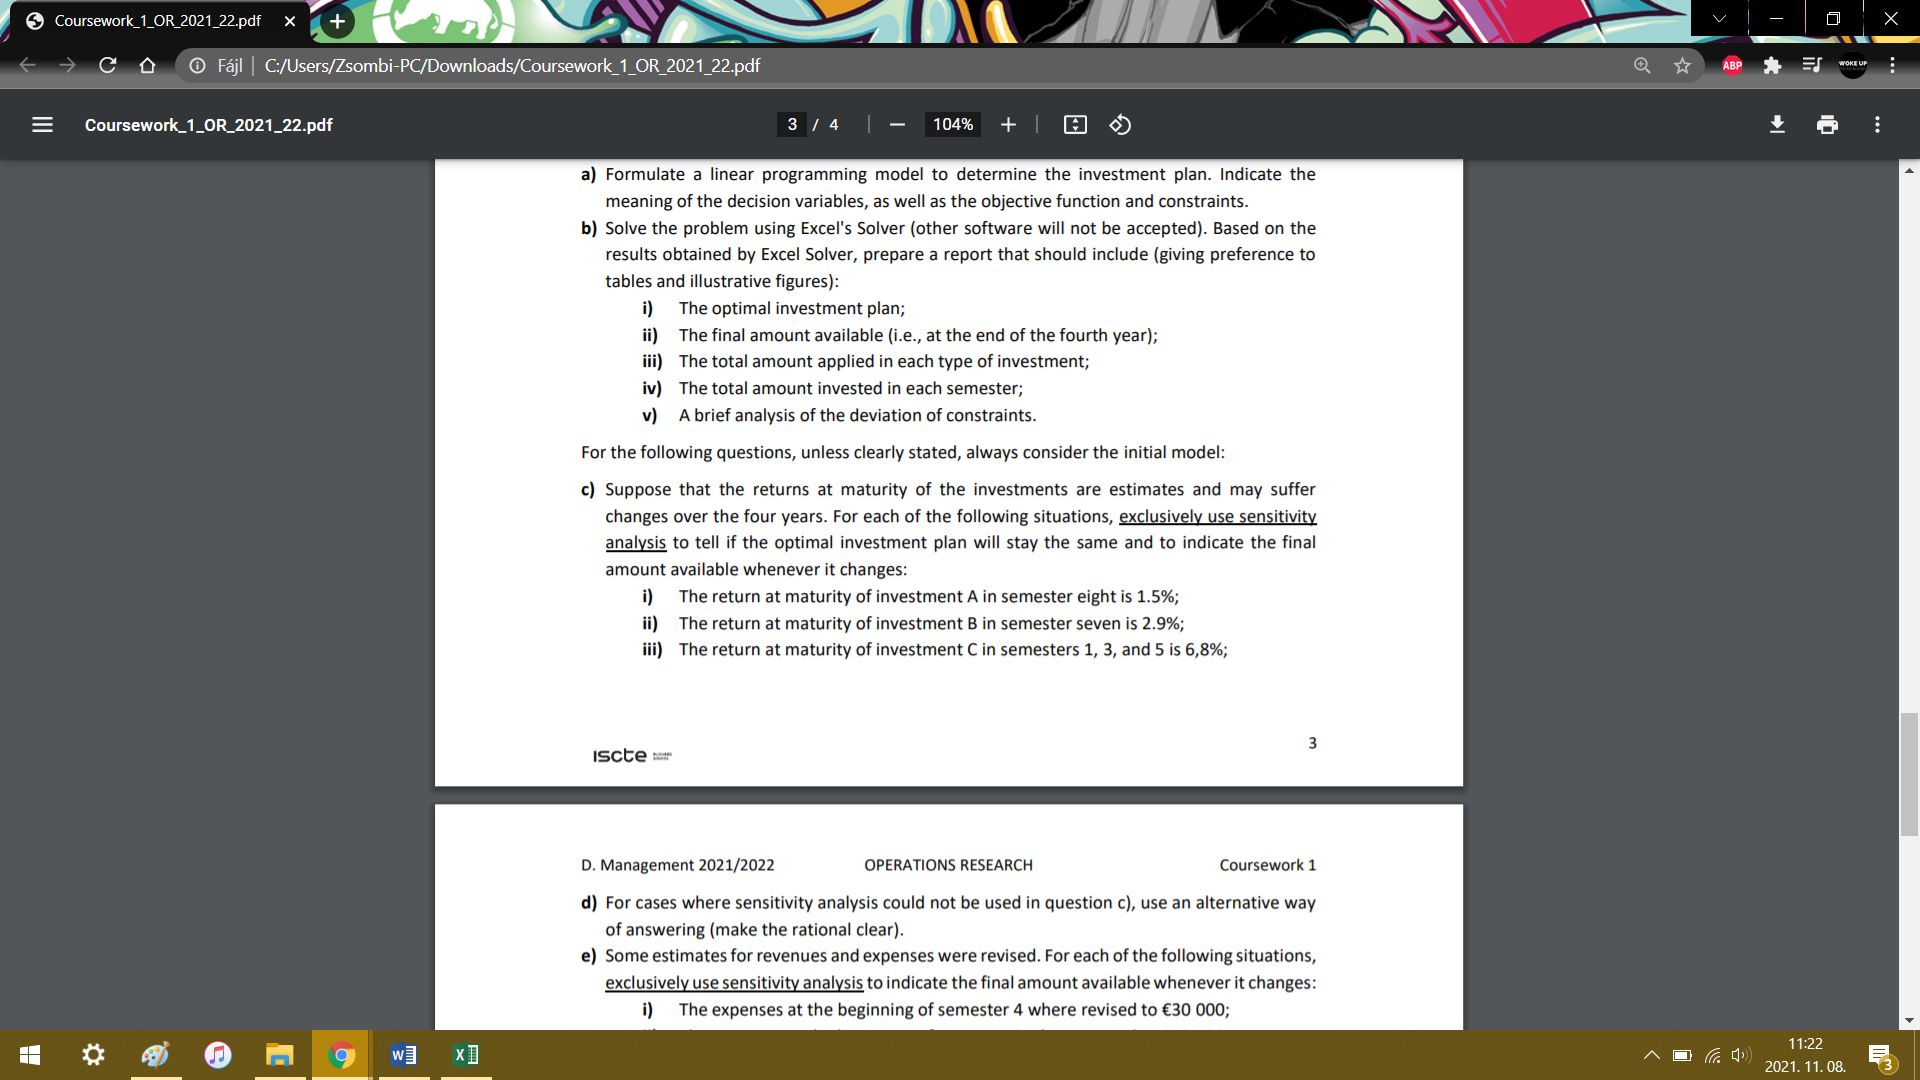 Coursework_1_OR_2021_22.pdf
Fájl | C:/Users/Zsombi-PC/Downloads/Coursework_1_OR_2021_22.pdf
ABP
WOKE UP
Coursework_1_OR_2021_22.pdf
3 / 4
104%
a) Formulate a linear programming model to determine the investment plan. Indicate the
meaning of the decision variables, as well as the objective function and constraints.
b) Solve the problem using Excel's Solver (other software will not be accepted). Based on the
results obtained by Excel Solver, prepare a report that should include (giving preference to
tables and illustrative figures):
i) The optimal investment plan;
ii) The final amount available (i.e., at the end of the fourth year);
iii) The total amount applied in each type of investment;
iv) The total amount invested in each semester;
v) A brief analysis of the deviation of constraints.
For the following questions, unless clearly stated, always consider the initial model:
c) Suppose that the returns at maturity of the investments are estimates and may suffer
changes over the four years. For each of the following situations, exclusively use sensitivity
analysis to tell if the optimal investment plan will stay the same and to indicate the final
amount available whenever it changes:
i) The return at maturity of investment A in semester eight is 1.5%;
ii) The return at maturity of investment B in semester seven is 2.9%;
iii) The return at maturity of investment C in semesters 1, 3, and 5 is 6,8%;
iscte
3
D. Management 2021/2022 OPERATIONS RESEARCH Coursework 1
d) For cases where sensitivity analysis could not be used in question c), use an alternative way
of answering (make the rational clear).
e) Some estimates for revenues and expenses were revised. For each of the following situations,
exclusively use sensitivity analysis to indicate the final amount available whenever it changes:
i) The expenses at the beginning of semester 4 where revised to €30 000;
11:22
2021. 11. 08.
3